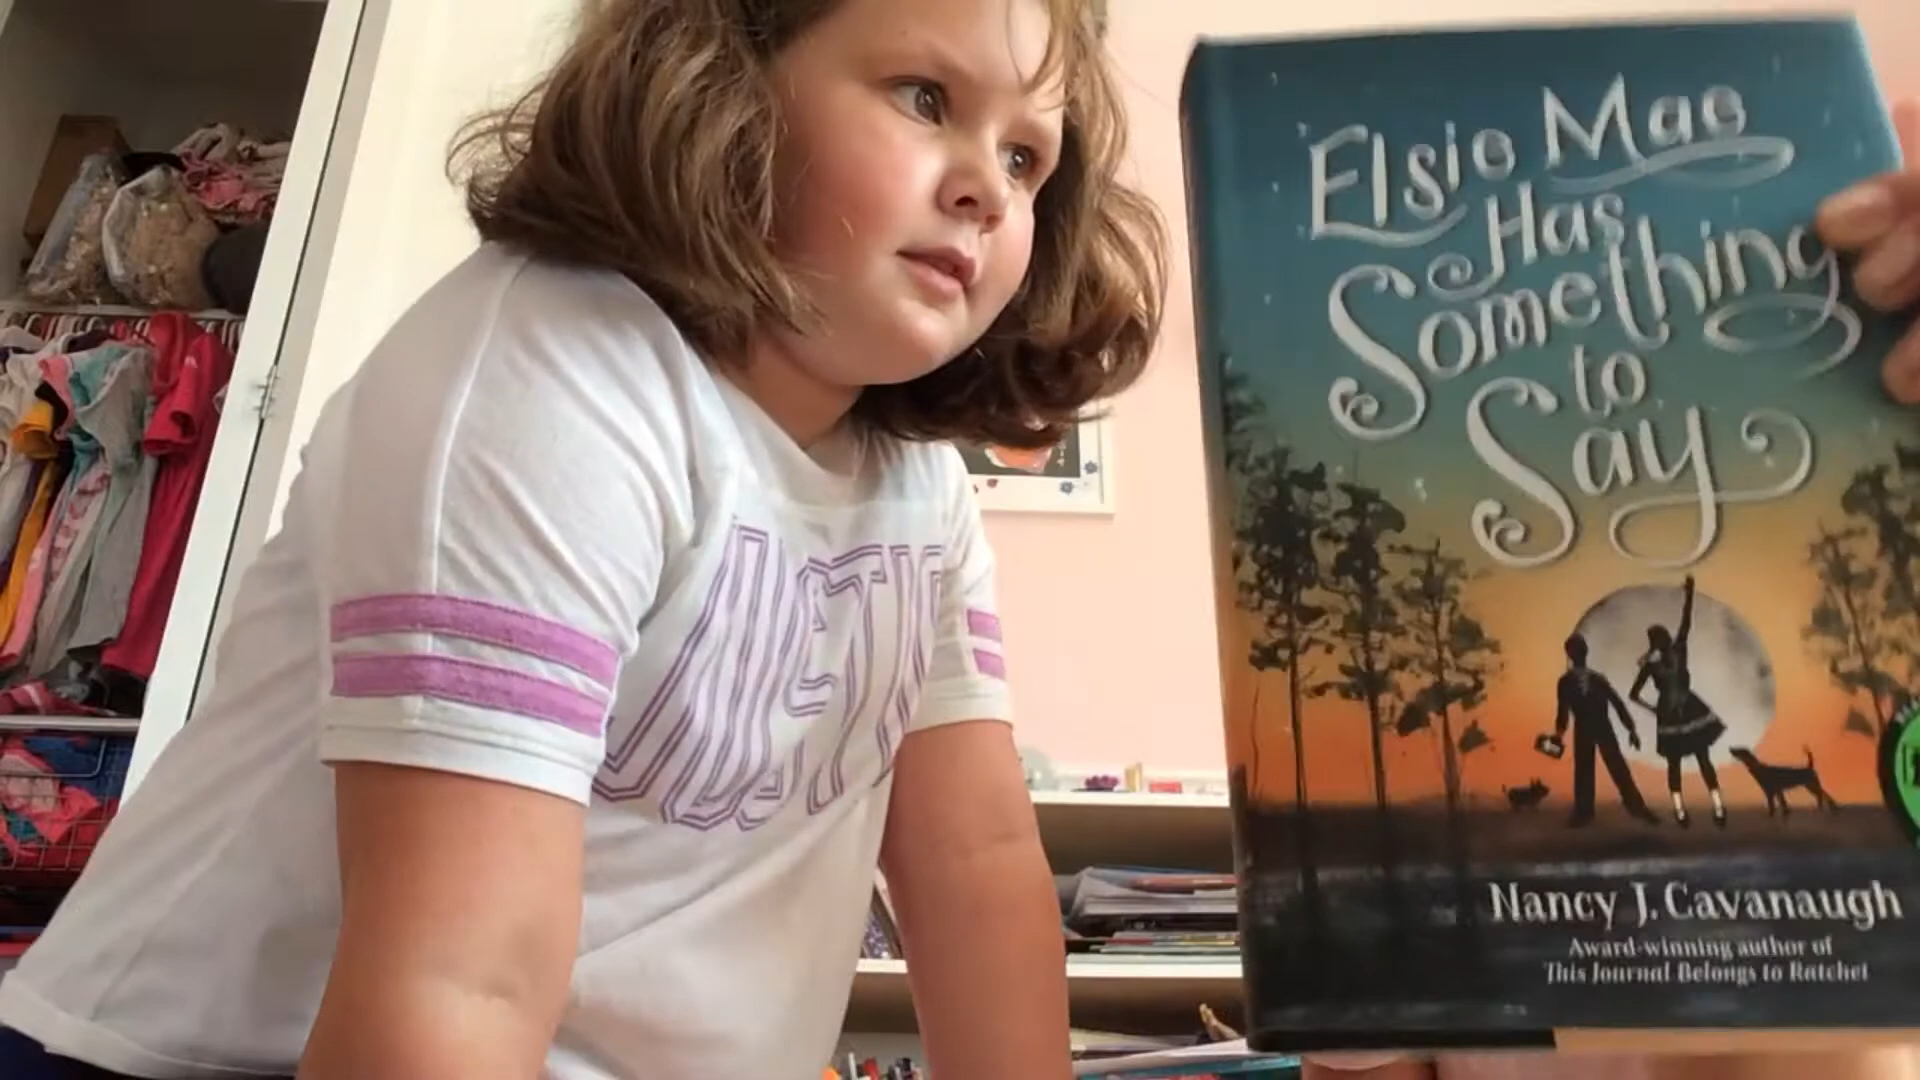 Elsie Mae
Has
Something
to
Say
Nancy J. Cavanaugh
Award-winning author of
This Journal Belongs to Ratchet